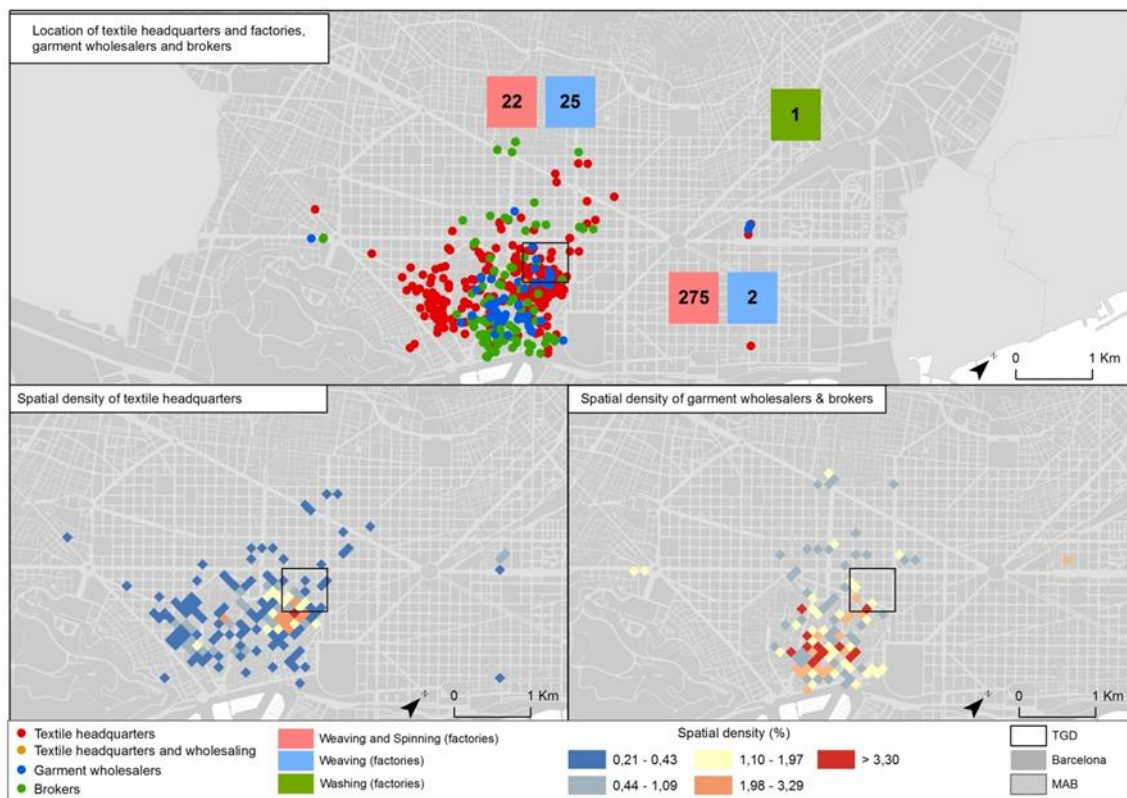 Location of textile headquarters and factories,
garment wholesalers and brokers
22
25
1
275
2
0
1 Km
Spatial density of textile headquarters
0
1 Km
Spatial density of garment wholesalers & brokers
0
1 Km
Textile headquarters
Textile headquarters and wholesaling
Garment wholesalers
Brokers
Weaving and Spinning (factories)
Weaving (factories)
Washing (factories)
Spatial density (%)
0,21 - 0,43
0,44 - 1,09
1,10 - 1,97
1,98 - 3,29
> 3,30
TGD
Barcelona
MAB